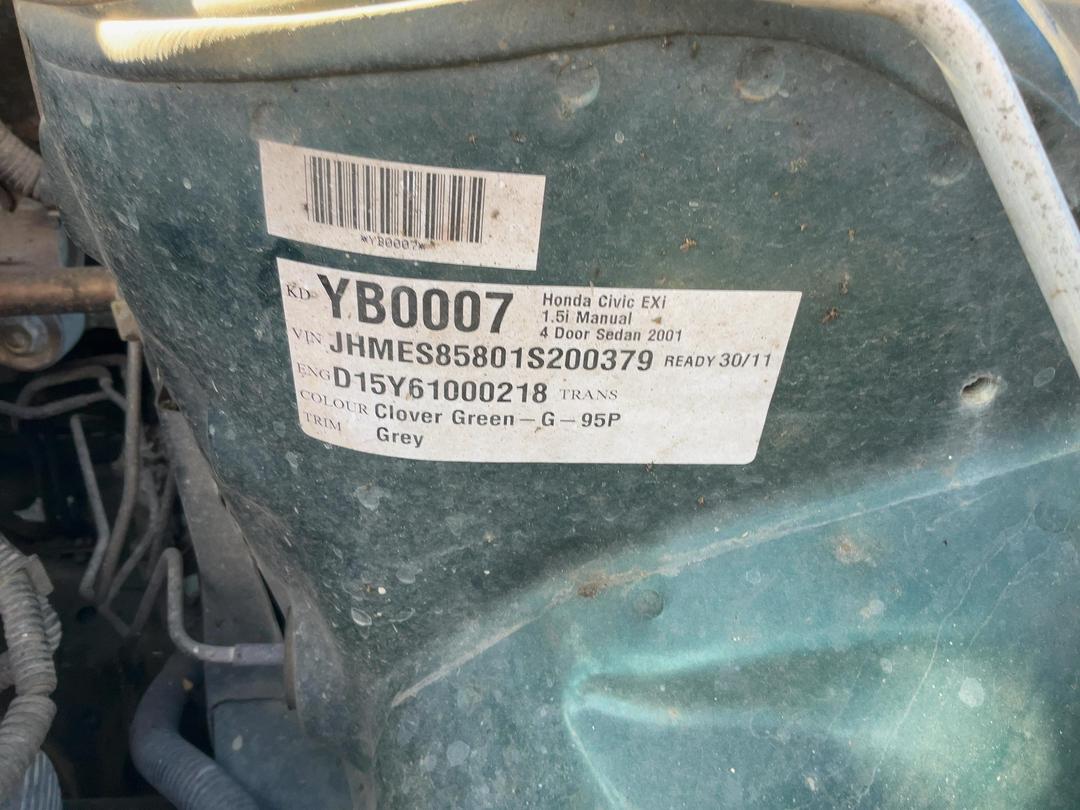 *YB0007*
KD YB0007 Honda Civic EXi
1.5i Manual
4 Door Sedan 2001
VIN JHMES85801S200379 READY 30/11
ENG D15Y61000218 TRANS
COLOUR Clover Green - G - 95P
TRIM Grey